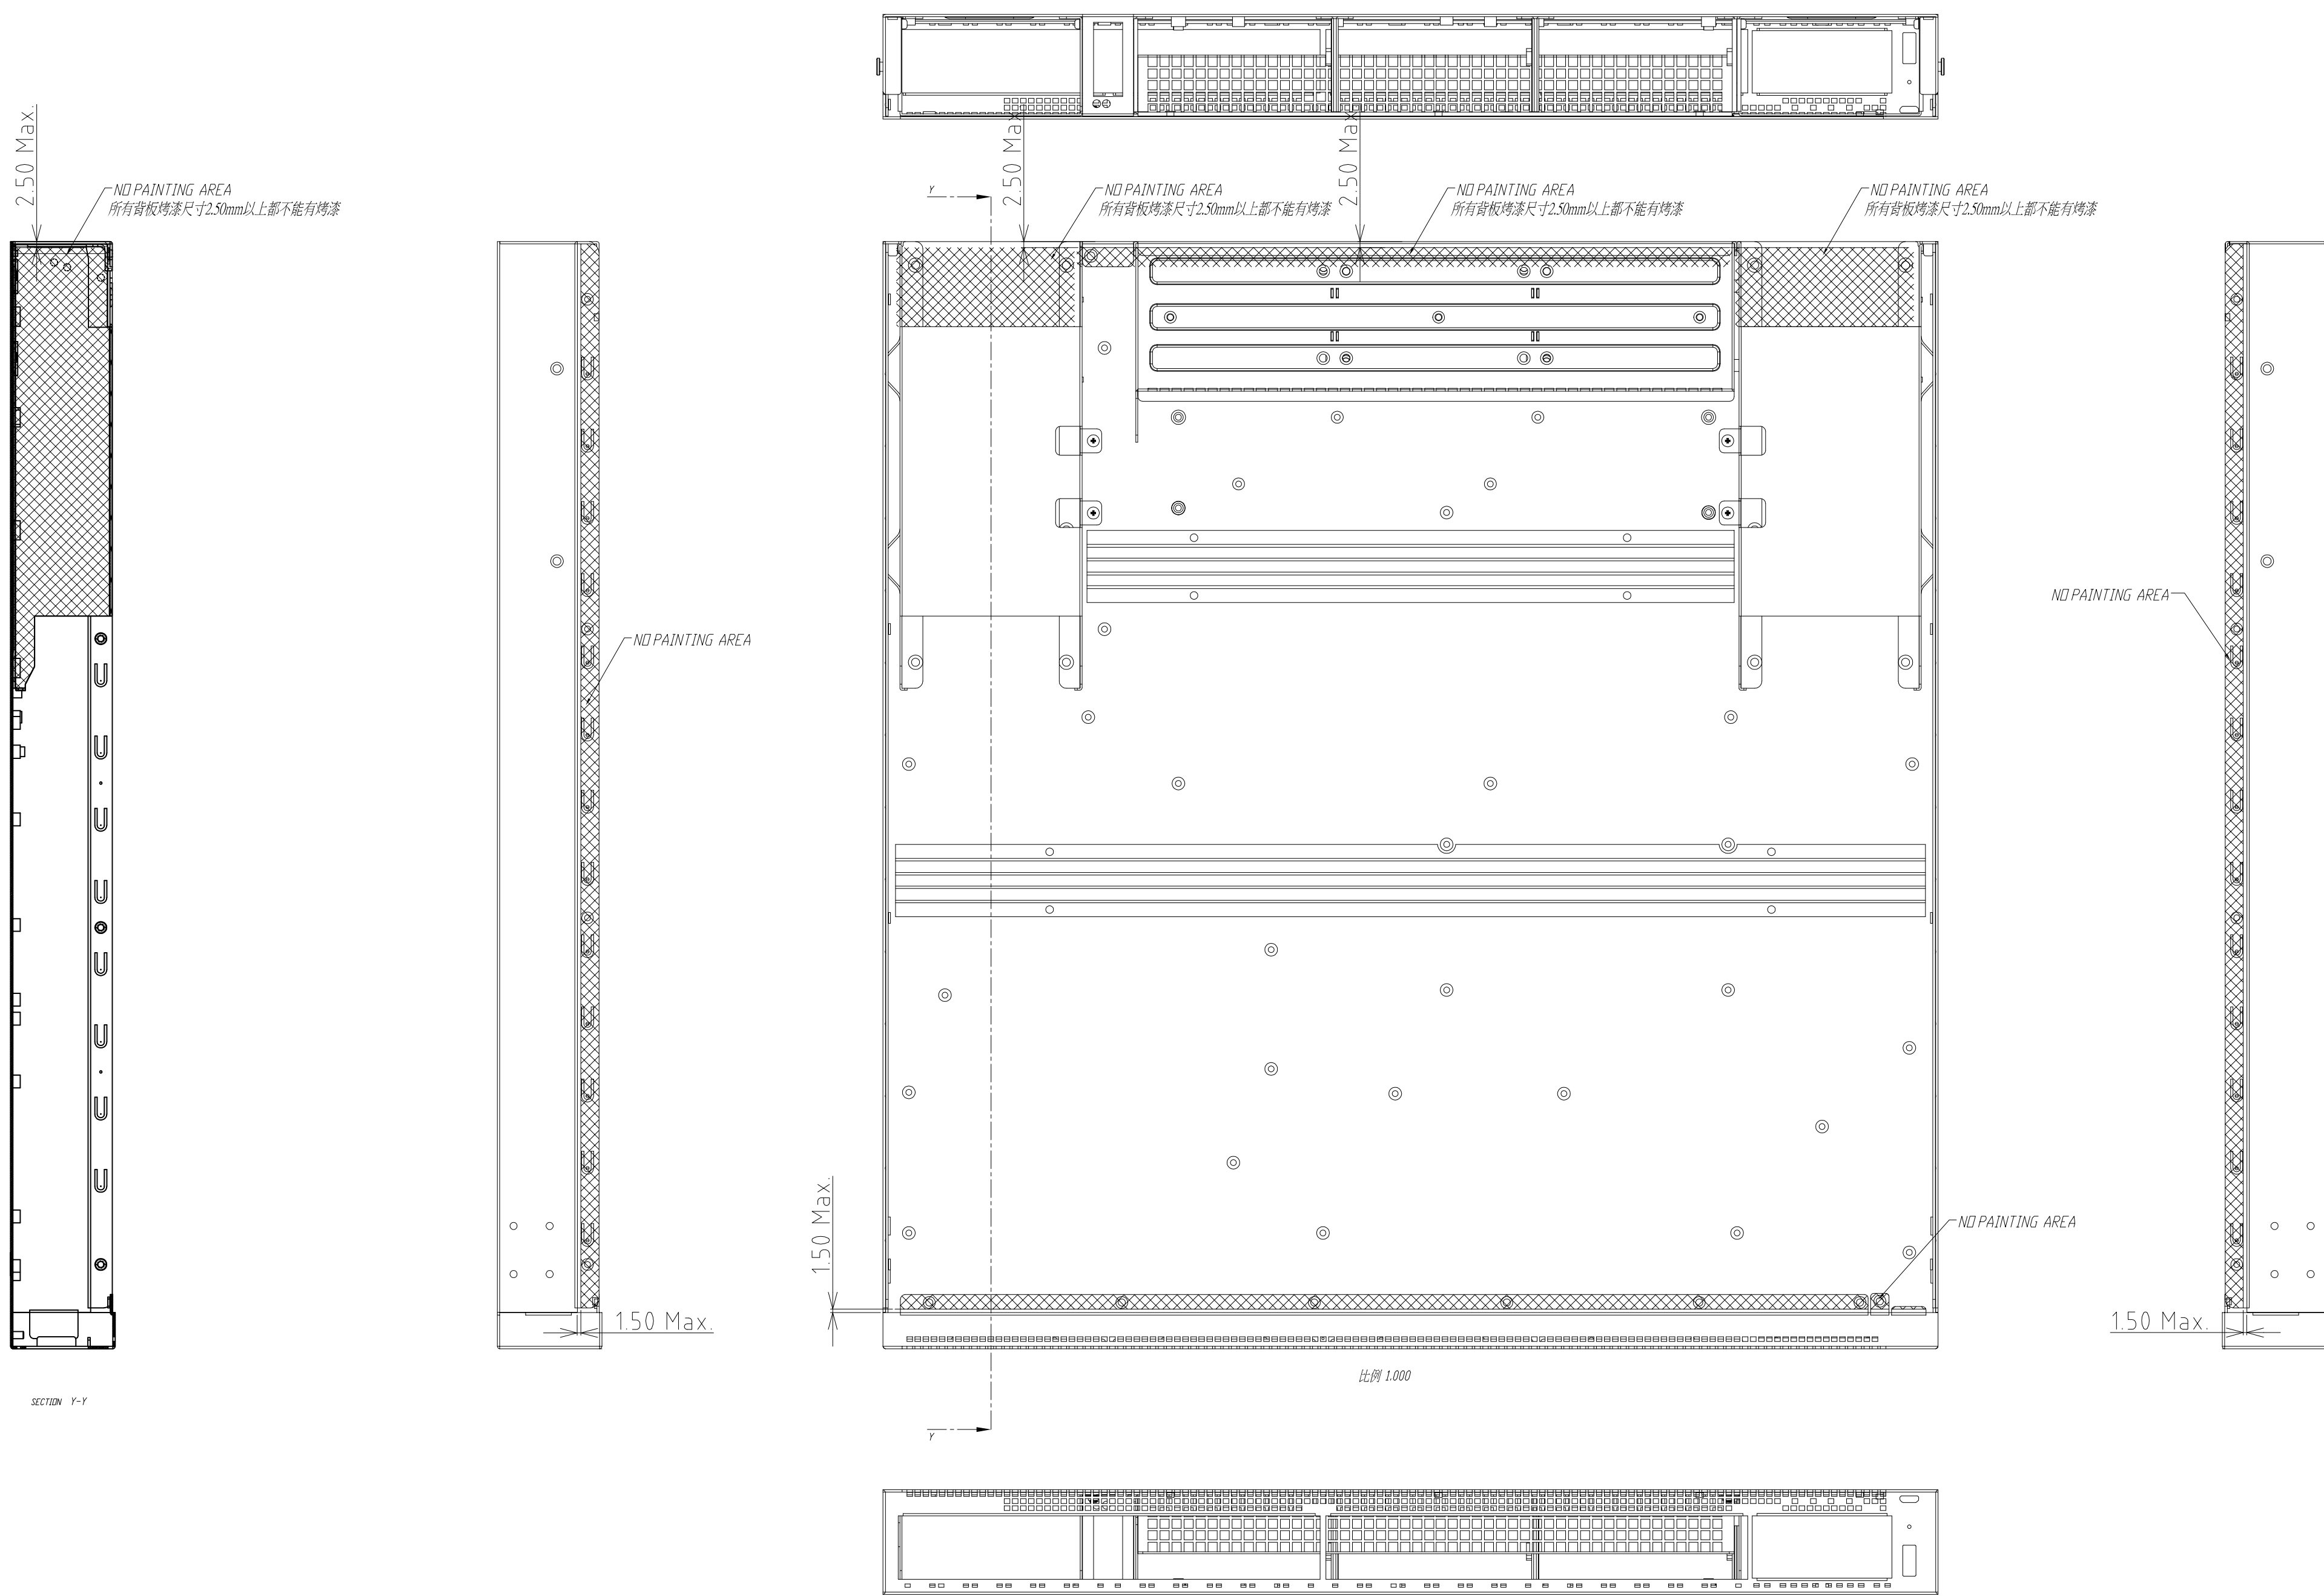 2.50 Max.
NO PAINTING AREA
所有背板烤漆尺寸2.50mm以上都不能有烤漆
Y
2.50 Max
NO PAINTING AREA
所有背板烤漆尺寸2.50mm以上都不能有烤漆
2.50 Max
NO PAINTING AREA
所有背板烤漆尺寸2.50mm以上都不能有烤漆
NO PAINTING AREA
所有背板烤漆尺寸2.50mm以上都不能有烤漆
NO PAINTING AREA
NO PAINTING AREA
1.50 Max.
NO PAINTING AREA
1.50 Max.
1.50 Max.
比例 1.000
SECTION Y-Y
Y